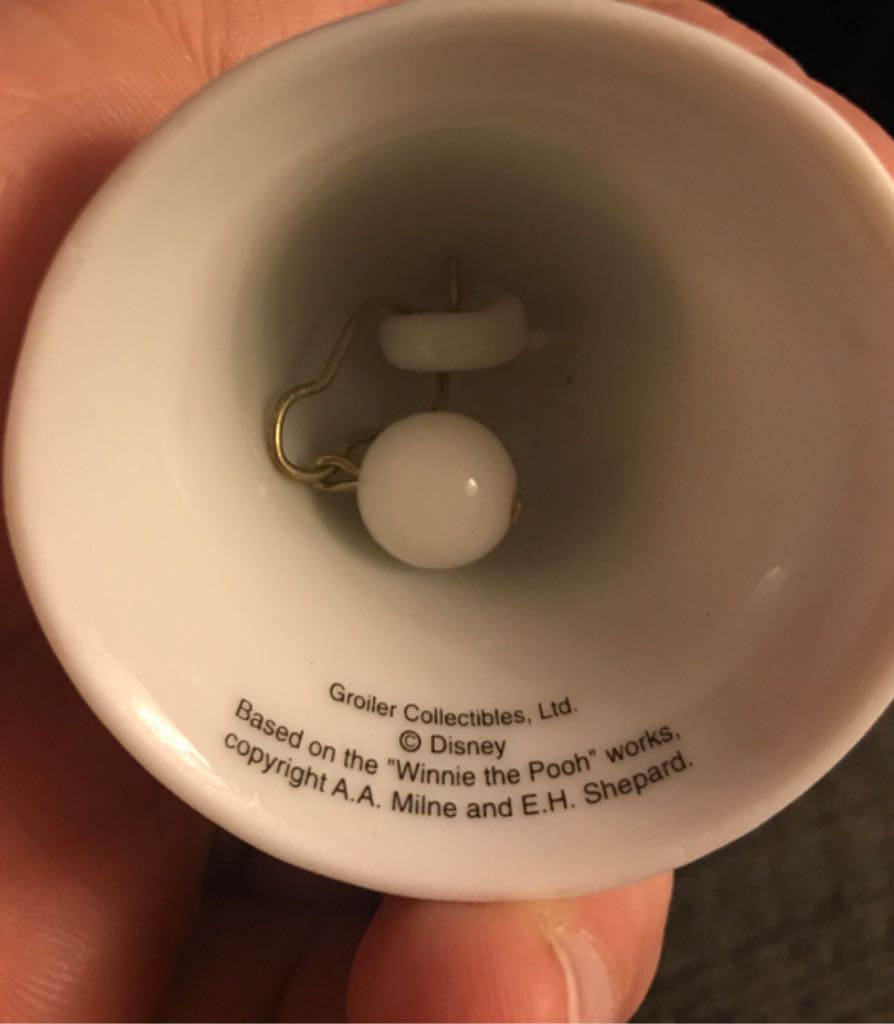 Groiler Collectibles, Ltd.
© Disney
Based on the "Winnie the Pooh" works,
copyright A.A. Milne and E.H. Shepard.